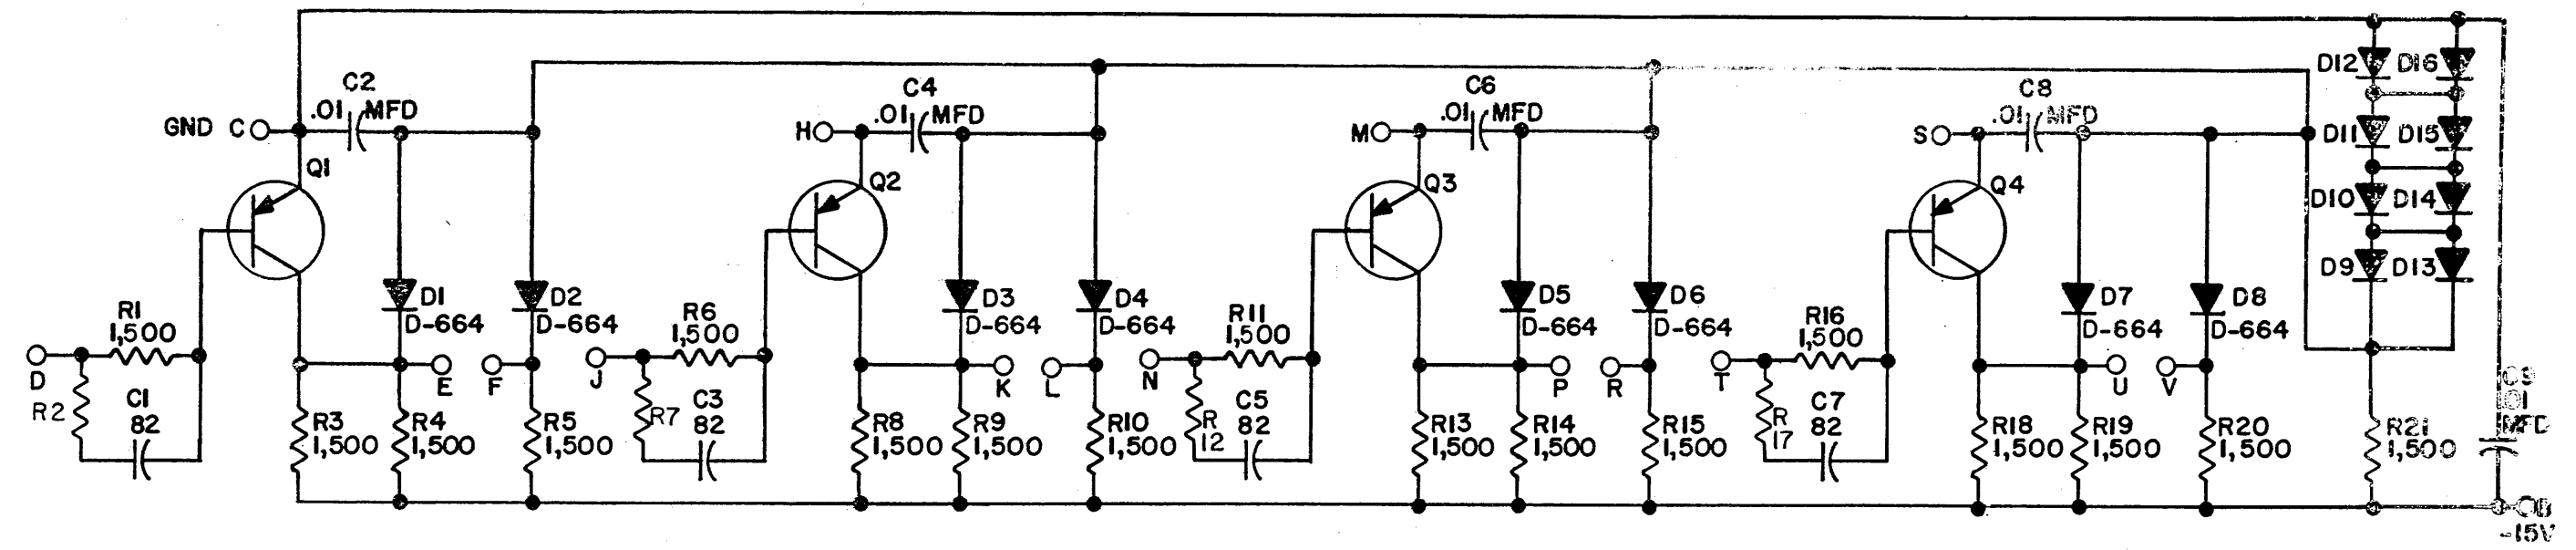 C2
.01 MFD
GND C
Q1
R1
1,500
D
R2
C1
82
R3
1,500
D1
D-664
E
R4
1,500
F
D2
D-664
R5
1,500
J
R6
1,500
R7
C3
82
H
C4
.01 MFD
Q2
R8
1,500
D3
D-664
K
R9
1,500
L
D4
D-664
R10
1,500
N
R11
1,500
R
12
C5
82
M
C6
.01 MFD
Q3
R13
1,500
D5
D-664
P
R14
1,500
R
D6
D-664
R15
1,500
T
R16
1,500
R
17
C7
82
S
C8
.01 MFD
Q4
R18
1,500
D7
D-664
U
R19
1,500
V
D8
D-664
R20
1,500
D12 D16
D11 D15
D10 D14
D9 D13
R21
1,500
C9
.01
MFD
B
-15V